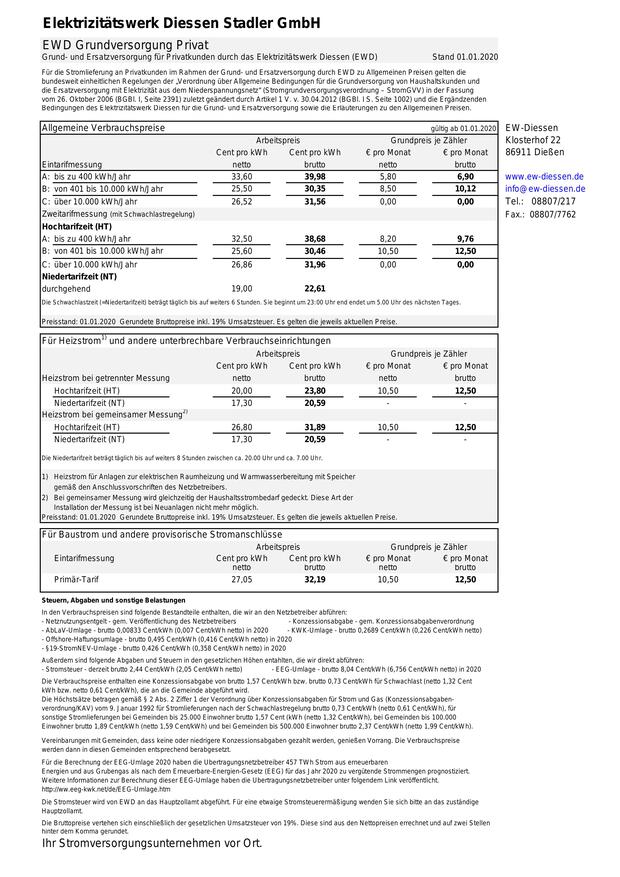 Elektrizitätswerk Diessen Stadler GmbH
EWD Grundversorgung Privat
Grund- und Ersatzversorgung für Privatkunden durch das Elektrizitätswerk Diessen (EWD) Stand 01.01.2020
Für die Stromlieferung an Privatkunden im Rahmen der Grund- und Ersatzversorgung durch EWD zu Allgemeinen Preisen gelten die
bundesweit einheitlichen Regelungen der „Verordnung über Allgemeine Bedingungen für die Grundversorgung von Haushaltskunden und
die Ersatzversorgung mit Elektrizität aus dem Niederspannungsnetz" (Stromgrundversorgungsverordnung – StromGVV) in der Fassung
vom 26. Oktober 2006 (BGBl. I, Seite 2391) zuletzt geändert durch Artikel 1 V. v. 30.04.2012 (BGBl. I S. Seite 1002) und die Ergänzenden
Bedingungen des Elektrizitätswerk Diessen für die Grund- und Ersatzversorgung sowie die Erläuterungen zu den Allgemeinen Preisen.
Allgemeine Verbrauchspreise gültig ab 01.01.2020
Arbeitspreis Grundpreis je Zähler
Cent pro kWh Cent pro kWh € pro Monat € pro Monat
Eintarifmessung netto brutto netto brutto
A: bis zu 400 kWh/Jahr 33,60 39,98 5,80 6,90
B: von 401 bis 10.000 kWh/Jahr 25,50 30,35 8,50 10,12
C: über 10.000 kWh/Jahr 26,52 31,56 0,00 0,00
Zweitarifmessung (mit Schwachlastregelung)
Hochtarifzeit (HT)
A: bis zu 400 kWh/Jahr 32,50 38,68 8,20 9,76
B: von 401 bis 10.000 kWh/Jahr 25,60 30,46 10,50 12,50
C: über 10.000 kWh/Jahr 26,86 31,96 0,00 0,00
Niedertarifzeit (NT)
durchgehend 19,00 22,61
Die Schwachlastzeit (=Niedertarifzeit) beträgt täglich bis auf weiters 6 Stunden. Sie beginnt um 23:00 Uhr end endet um 5.00 Uhr des nächsten Tages.
Preisstand: 01.01.2020 Gerundete Bruttopreise inkl. 19% Umsatzsteuer. Es gelten die jeweils aktuellen Preise.
EW-Diessen
Klosterhof 22
86911 Dießen
www.ew-diessen.de
info@ew-diessen.de
Tel.: 08807/217
Fax.: 08807/7762
Für Heizstrom1) und andere unterbrechbare Verbrauchseinrichtungen
Arbeitspreis Grundpreis je Zähler
Cent pro kWh Cent pro kWh € pro Monat € pro Monat
Heizstrom bei getrennter Messung netto brutto netto brutto
Hochtarifzeit (HT) 20,00 23,80 10,50 12,50
Niedertarifzeit (NT) 17,30 20,59 - -
Heizstrom bei gemeinsamer Messung2)
Hochtarifzeit (HT) 26,80 31,89 10,50 12,50
Niedertarifzeit (NT) 17,30 20,59 - -
Die Niedertarifzeit beträgt täglich bis auf weiters 8 Stunden zwischen ca. 20.00 Uhr und ca. 7.00 Uhr.
1) Heizstrom für Anlagen zur elektrischen Raumheizung und Warmwasserbereitung mit Speicher
gemäß den Anschlussvorschriften des Netzbetreibers.
2) Bei gemeinsamer Messung wird gleichzeitig der Haushaltsstrombedarf gedeckt. Diese Art der
Installation der Messung ist bei Neuanlagen nicht mehr möglich.
Preisstand: 01.01.2020 Gerundete Bruttopreise inkl. 19% Umsatzsteuer. Es gelten die jeweils aktuellen Preise.
Für Baustrom und andere provisorische Stromanschlüsse
Arbeitspreis Grundpreis je Zähler
Eintarifmessung Cent pro kWh Cent pro kWh € pro Monat € pro Monat
netto brutto netto brutto
Primär-Tarif 27,05 32,19 10,50 12,50
Steuern, Abgaben und sonstige Belastungen
In den Verbrauchspreisen sind folgende Bestandteile enthalten, die wir an den Netzbetreiber abführen:
- Netznutzungsentgelt - gem. Veröffentlichung des Netzbetreibers - Konzessionsabgabe - gem. Konzessionsabgabenverordnung
- AbLaV-Umlage - brutto 0,00833 Cent/kWh (0,007 Cent/kWh netto) in 2020 - KWK-Umlage - brutto 0,2689 Cent/kWh (0,226 Cent/kWh netto)
- Offshore-Haftungsumlage - brutto 0,495 Cent/kWh (0,416 Cent/kWh netto) in 2020
- §19-StromNEV-Umlage - brutto 0,426 Cent/kWh (0,358 Cent/kWh netto) in 2020
Außerdem sind folgende Abgaben und Steuern in den gesetzlichen Höhen entahlten, die wir direkt abführen:
- Stromsteuer - derzeit brutto 2,44 Cent/kWh (2,05 Cent/kWh netto) - EEG-Umlage - brutto 8,04 Cent/kWh (6,756 Cent/kWh netto) in 2020
Die Verbrauchspreise enthalten eine Konzessionsabgabe von brutto 1,57 Cent/kWh bzw. brutto 0,73 Cent/kWh für Schwachlast (netto 1,32 Cent
kWh bzw. netto 0,61 Cent/kWh), die an die Gemeinde abgeführt wird.
Die Höchstsätze betragen gemäß § 2 Abs. 2 Ziffer 1 der Verordnung über Konzessionsabgaben für Strom und Gas (Konzessionsabgaben-
verordnung/KAV) vom 9. Januar 1992 für Stromlieferungen nach der Schwachlastregelung brutto 0,73 Cent/kWh (netto 0,61 Cent/kWh), für
sonstige Stromlieferungen bei Gemeinden bis 25.000 Einwohner brutto 1,57 Cent (kWh (netto 1,32 Cent/kWh), bei Gemeinden bis 100.000
Einwohner brutto 1,89 Cent/kWh (netto 1,59 Cent/kWh) und bei Gemeinden bis 500.000 Einwohner brutto 2,37 Cent/kWh (netto 1,99 Cent/kWh).
Vereinbarungen mit Gemeinden, dass keine oder niedrigere Konzessionsabgaben gezahlt werden, genießen Vorrang. Die Verbrauchspreise
werden dann in diesen Gemeinden entsprechend berabgesetzt.
Für die Berechnung der EEG-Umlage 2020 haben die Übertragungsnetzbetreiber 457 TWh Strom aus erneuerbaren
Energien und aus Grubengas als nach dem Erneuerbare-Energien-Gesetz (EEG) für das Jahr 2020 zu vergütende Strommengen prognostiziert.
Weitere Informationen zur Berechnung dieser EEG-Umlage haben die Übertragungsnetzbetreiber unter folgendem Link veröffentlicht.
http://www.eeg-kwk.net/de/EEG-Umlage.htm
Die Stromsteuer wird von EWD an das Hauptzollamt abgeführt. Für eine etwaige Stromsteuerermäßigung wenden Sie sich bitte an das zuständige
Hauptzollamt.
Die Bruttopreise vertehen sich einschließlich der gesetzlichen Umsatzsteuer von 19%. Diese sind aus den Nettopreisen errechnet und auf zwei Stellen
hinter dem Komma gerundet.
Ihr Stromversorgungsunternehmen vor Ort.